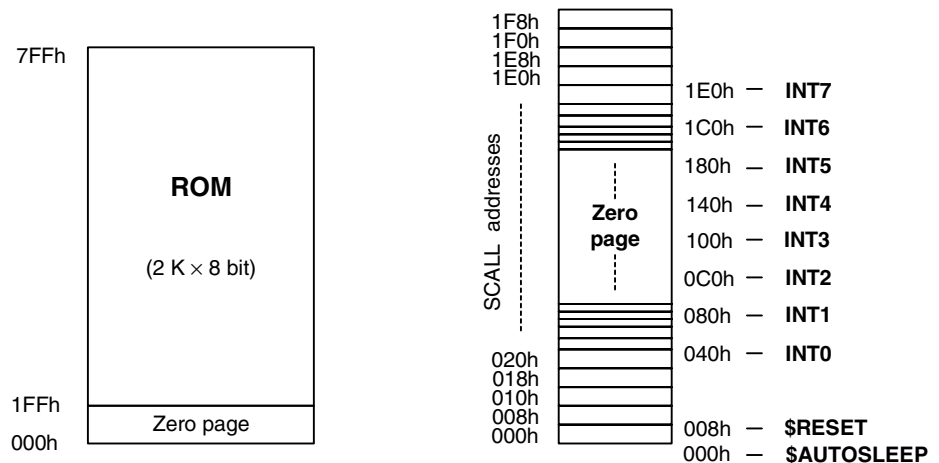 7FFh
ROM
(2 K × 8 bit)
1FFh
Zero page
000h
1F8h
1F0h
1E8h
1E0h
SCALL addresses
020h
018h
010h
008h
000h
Zero
page
1E0h — INT7
1C0h — INT6
180h — INT5
140h — INT4
100h — INT3
0C0h — INT2
080h — INT1
040h — INT0
008h — $RESET
000h — $AUTOSLEEP